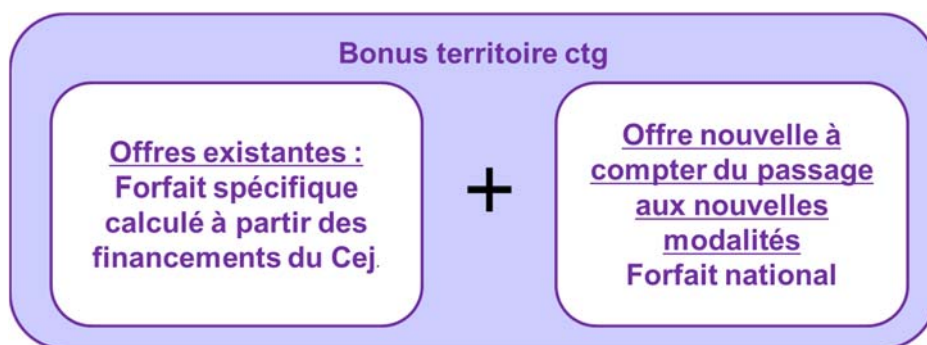 Bonus territoire ctg
Offres existantes :
Forfait spécifique
calculé à partir des
financements du Cej.
+
Offre nouvelle à
compter du passage
aux nouvelles
modalités
Forfait national